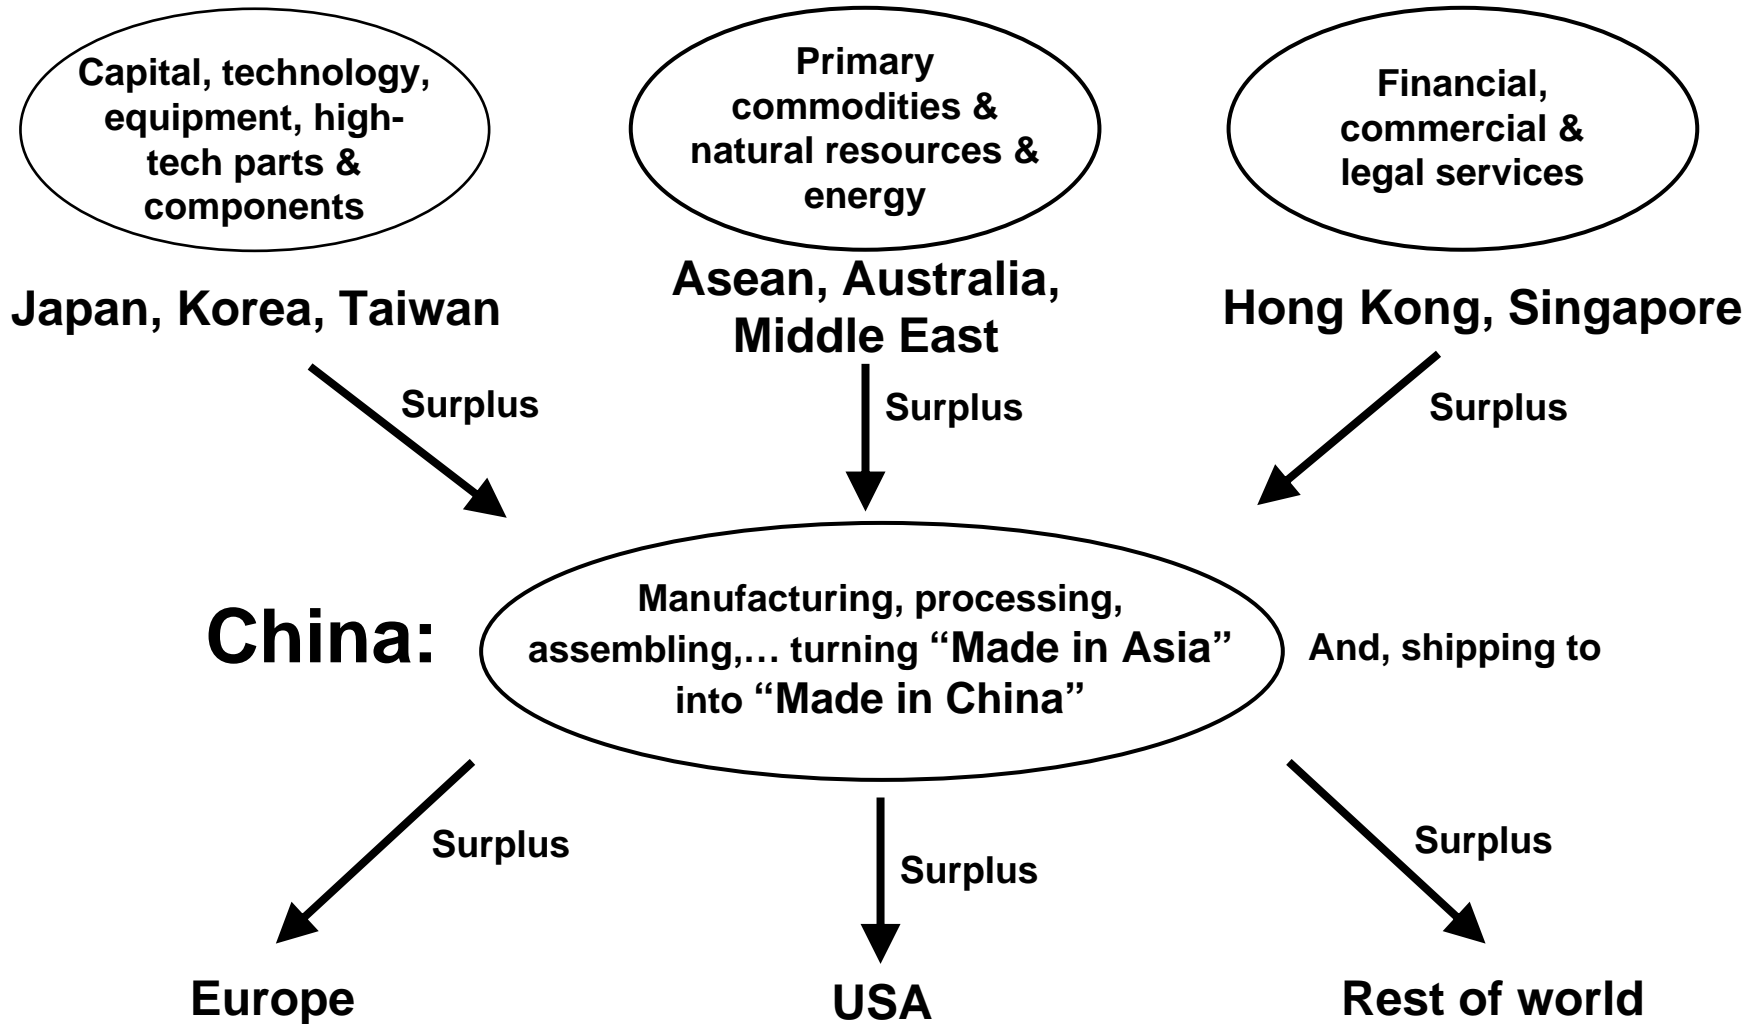 Capital, technology,
equipment, high-
tech parts &
components
Primary
commodities &
natural resources &
energy
Financial,
commercial &
legal services
Japan, Korea, Taiwan
Asean, Australia,
Middle East
Hong Kong, Singapore
Surplus
Surplus
Surplus
China:
Manufacturing, processing,
assembling,… turning “Made in Asia”
into “Made in China”
And, shipping to
Surplus
Surplus
Surplus
Europe
USA
Rest of world